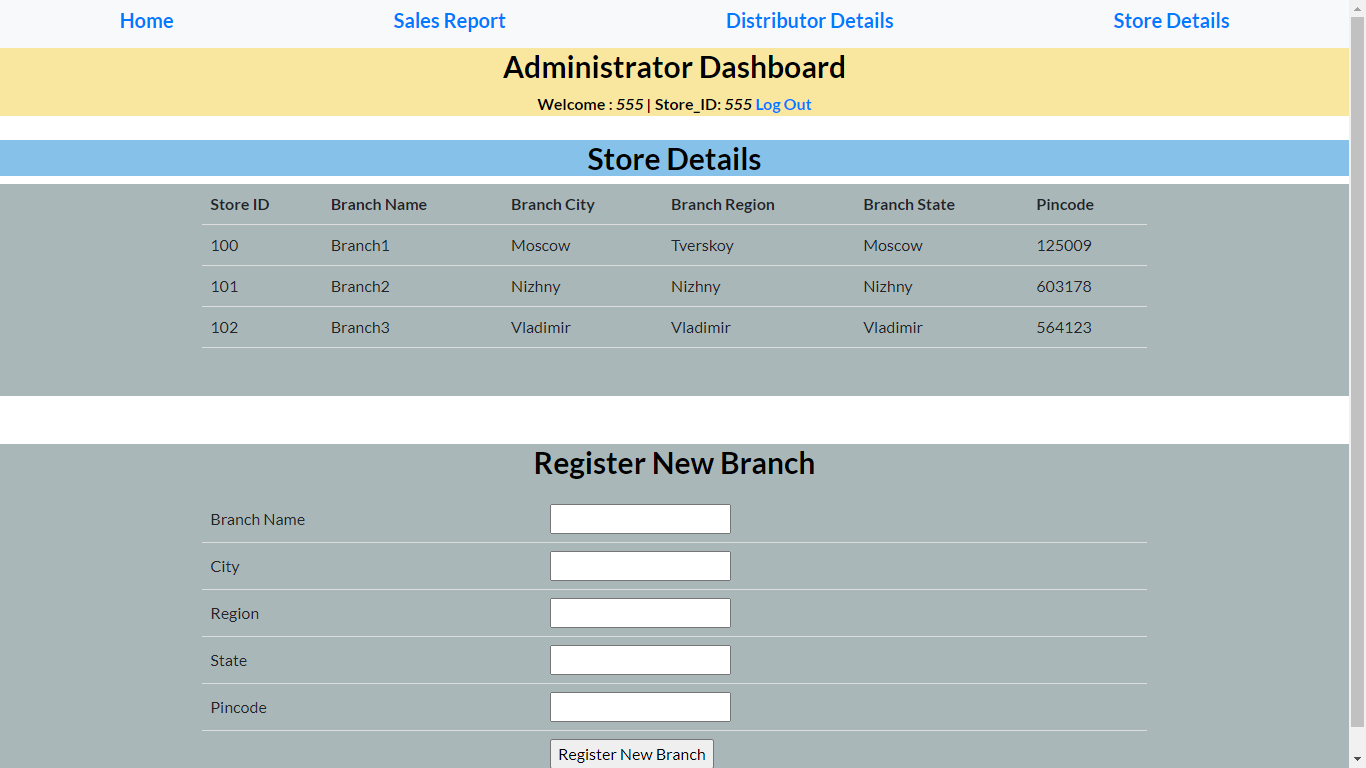 Home Sales Report Distributor Details Store Details
Administrator Dashboard
Welcome : 555 | Store_ID: 555 Log Out
Store Details
Store ID Branch Name Branch City Branch Region Branch State Pincode
100 Branch1 Moscow Tverskoy Moscow 125009
101 Branch2 Nizhny Nizhny Nizhny 603178
102 Branch3 Vladimir Vladimir Vladimir 564123
Register New Branch
Branch Name
City
Region
State
Pincode
Register New Branch